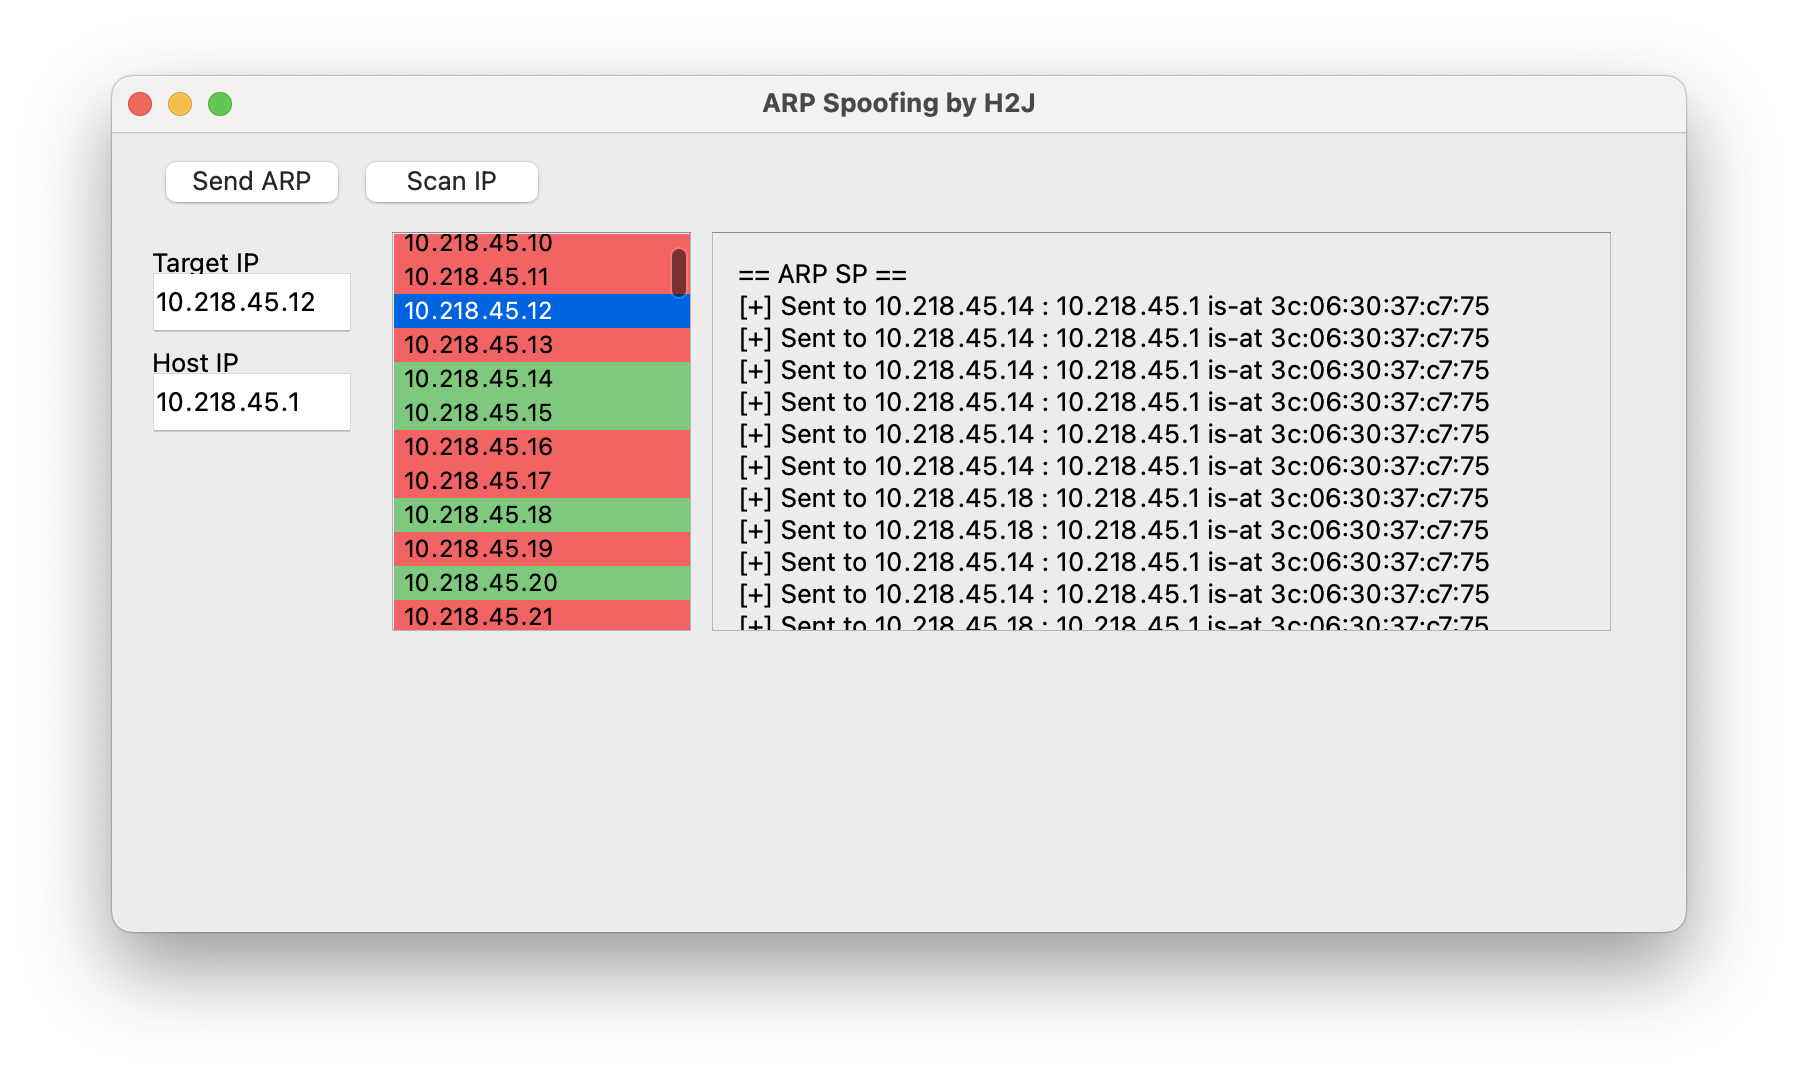 ARP Spoofing by H2J
Send ARP
Scan IP
Target IP
10.218.45.12
Host IP
10.218.45.1
10.218.45.10
10.218.45.11
10.218.45.12
10.218.45.13
10.218.45.14
10.218.45.15
10.218.45.16
10.218.45.17
10.218.45.18
10.218.45.19
10.218.45.20
10.218.45.21
== ARP SP ==
[+] Sent to 10.218.45.14 : 10.218.45.1 is-at 3c:06:30:37:c7:75
[+] Sent to 10.218.45.14 : 10.218.45.1 is-at 3c:06:30:37:c7:75
[+] Sent to 10.218.45.14 : 10.218.45.1 is-at 3c:06:30:37:c7:75
[+] Sent to 10.218.45.14 : 10.218.45.1 is-at 3c:06:30:37:c7:75
[+] Sent to 10.218.45.14 : 10.218.45.1 is-at 3c:06:30:37:c7:75
[+] Sent to 10.218.45.14 : 10.218.45.1 is-at 3c:06:30:37:c7:75
[+] Sent to 10.218.45.18 : 10.218.45.1 is-at 3c:06:30:37:c7:75
[+] Sent to 10.218.45.18 : 10.218.45.1 is-at 3c:06:30:37:c7:75
[+] Sent to 10.218.45.14 : 10.218.45.1 is-at 3c:06:30:37:c7:75
[+] Sent to 10.218.45.14 : 10.218.45.1 is-at 3c:06:30:37:c7:75
[+] Sent to 10.218.45.18 : 10.218.45.1 is-at 3c:06:30:37:c7:75